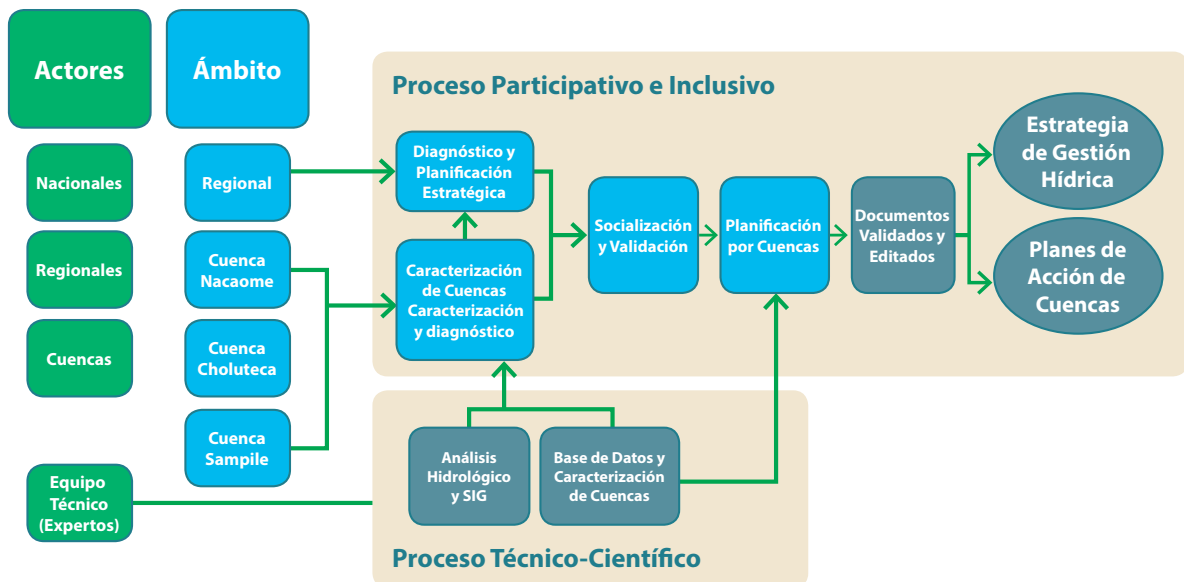 Actores
Ámbito
Nacionales
Regionales
Cuencas
Equipo
Técnico
(Expertos)
Regional
Cuenca
Nacaome
Cuenca
Choluteca
Cuenca
Sampile
Proceso Participativo e Inclusivo
Diagnóstico y
Planificación
Estratégica
Caracterización
de Cuencas
Caracterización
y diagnóstico
Socialización
y Validación
Planificación
por Cuencas
Documentos
Validados y
Editados
Estrategia
de Gestión
Hídrica
Planes de
Acción de
Cuencas
Análisis
Hidrológico
y SIG
Base de Datos y
Caracterización
de Cuencas
Proceso Técnico-Científico